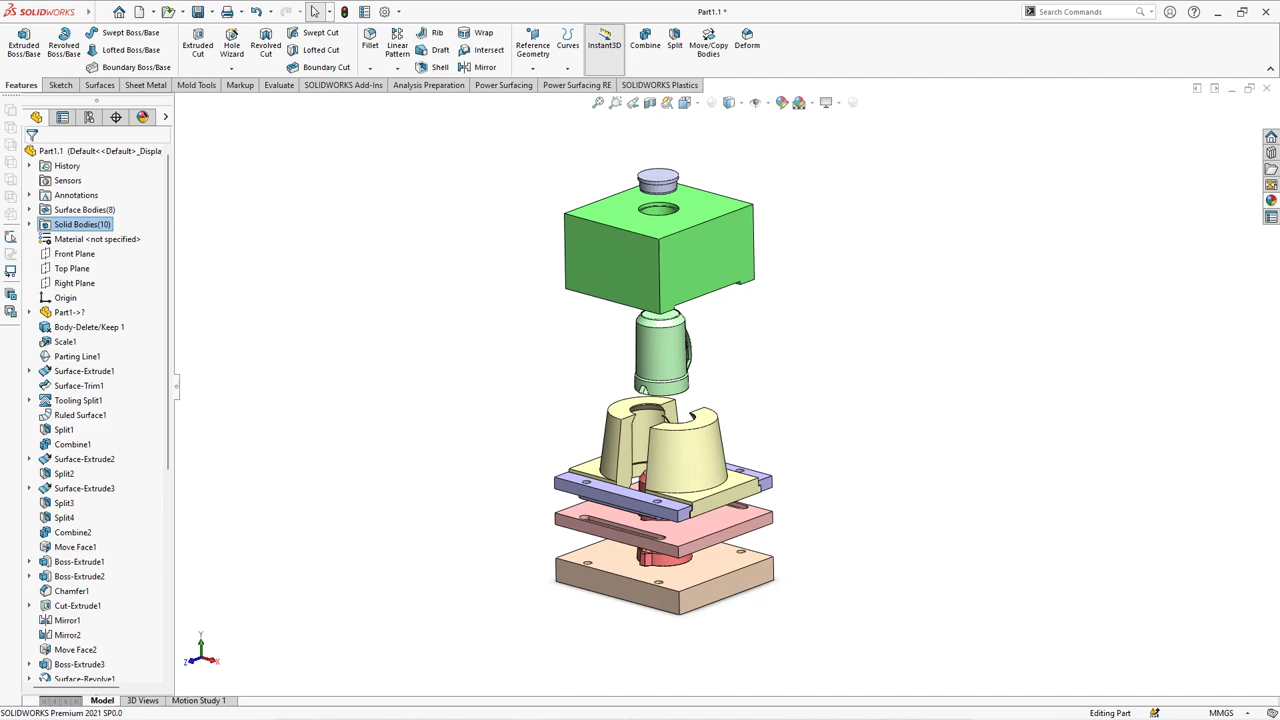 SOLIDWORKS
Part1.1 *
Search Commands
Extruded Boss/Base
Revolved Boss/Base
Swept Boss/Base
Lofted Boss/Base
Boundary Boss/Base
Extruded Cut
Hole Wizard
Revolved Cut
Swept Cut
Lofted Cut
Boundary Cut
Fillet
Linear Pattern
Rib
Draft
Shell
Wrap
Intersect
Mirror
Reference Geometry
Curves
Instant3D
Combine
Split
Move/Copy Bodies
Deform
Features Sketch Surfaces Sheet Metal Mold Tools Markup Evaluate SOLIDWORKS Add-Ins Analysis Preparation Power Surfacing Power Surfacing RE SOLIDWORKS Plastics
Part1.1 (Default<<Default>_Displa
History
Sensors
Annotations
Surface Bodies(8)
Solid Bodies(10)
Material <not specified>
Front Plane
Top Plane
Right Plane
Origin
Part1->?
Body-Delete/Keep 1
Scale1
Parting Line1
Surface-Extrude1
Surface-Trim1
Tooling Split1
Ruled Surface1
Split1
Combine1
Surface-Extrude2
Split2
Surface-Extrude3
Split3
Split4
Combine2
Move Face1
Boss-Extrude1
Boss-Extrude2
Chamfer1
Cut-Extrude1
Mirror1
Mirror2
Move Face2
Boss-Extrude3
Surface-Revolve1
Y
Z X
Model 3D Views Motion Study 1
SOLIDWORKS Premium 2021 SP0.0
Editing Part
MMGS